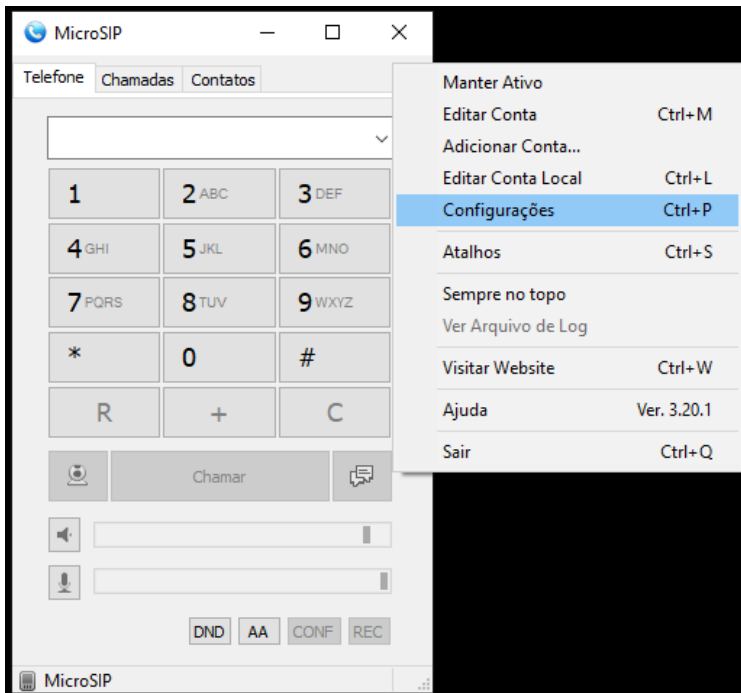 MicroSIP
Telefone Chamadas Contatos
1 2 ABC 3 DEF
4 GHI 5 JKL 6 MNO
7 PQRS 8 TUV 9 WXYZ
* 0 #
R + C
Chamar
DND AA CONF REC
MicroSIP
Manter Ativo
Editar Conta Ctrl+M
Adicionar Conta...
Editar Conta Local Ctrl+L
Configurações Ctrl+P
Atalhos Ctrl+S
Sempre no topo
Ver Arquivo de Log
Visitar Website Ctrl+W
Ajuda Ver. 3.20.1
Sair Ctrl+Q